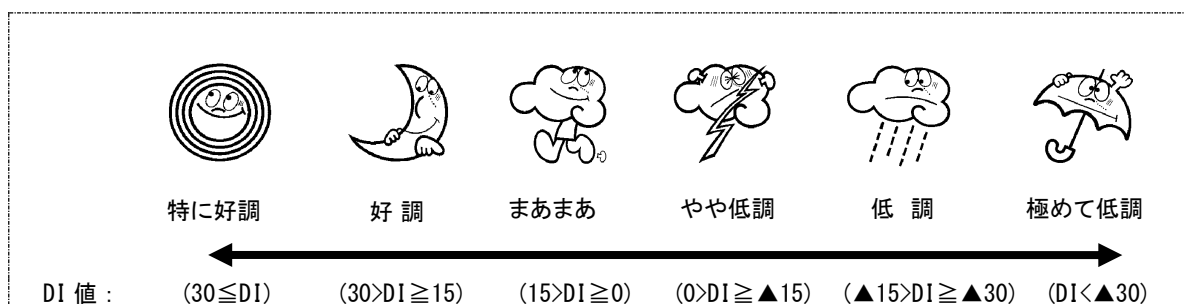 特に好調 好 調 まあまあ やや低調 低 調 極めて低調
DI 値 : (30≦DI) (30>DI≧15) (15>DI≧0) (0>DI≧▲15) (▲15>DI≧▲30) (DI<▲30)